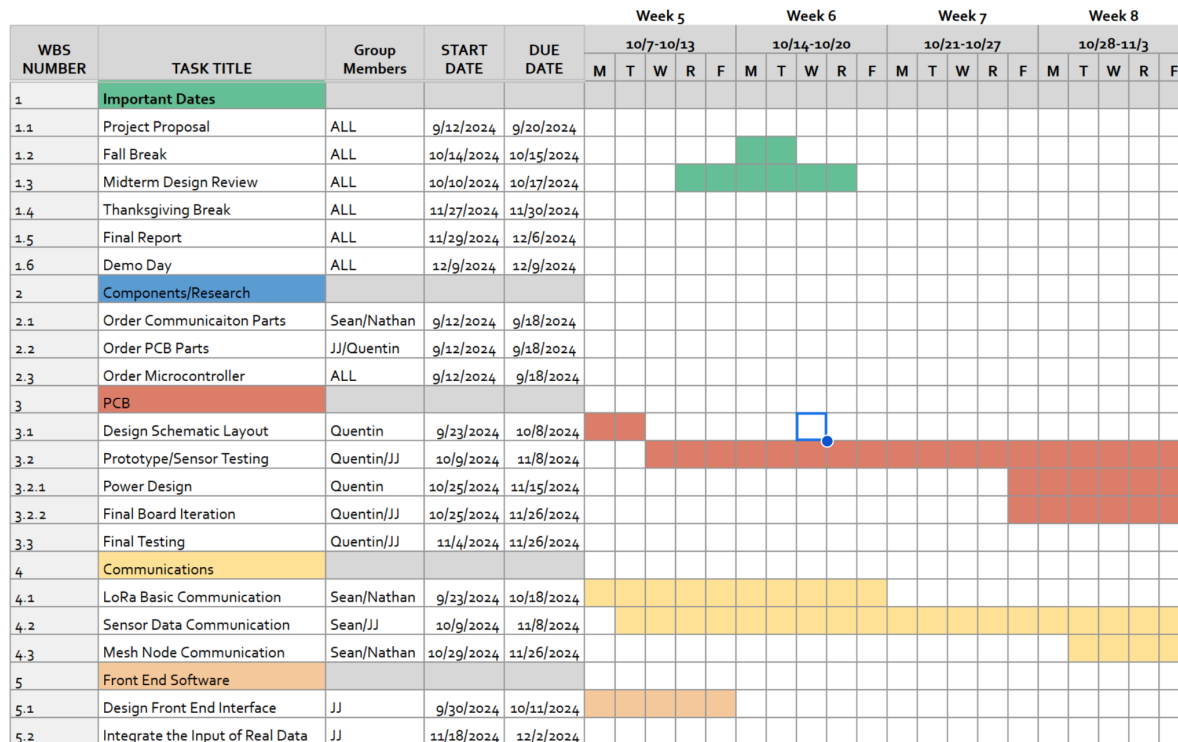 Week 5 Week 6 Week 7 Week 8
WBS NUMBER TASK TITLE Group Members START DATE DUE DATE 10/7-10/13 10/14-10/20 10/21-10/27 10/28-11/3
M T W R F M T W R F M T W R F M T W R F
1 Important Dates
1.1 Project Proposal ALL 9/12/2024 9/20/2024
1.2 Fall Break ALL 10/14/2024 10/15/2024
1.3 Midterm Design Review ALL 10/10/2024 10/17/2024
1.4 Thanksgiving Break ALL 11/27/2024 11/30/2024
1.5 Final Report ALL 11/29/2024 12/6/2024
1.6 Demo Day ALL 12/9/2024 12/9/2024
2 Components/Research
2.1 Order Communicaiton Parts Sean/Nathan 9/12/2024 9/18/2024
2.2 Order PCB Parts JJ/Quentin 9/12/2024 9/18/2024
2.3 Order Microcontroller ALL 9/12/2024 9/18/2024
3 PCB
3.1 Design Schematic Layout Quentin 9/23/2024 10/8/2024
3.2 Prototype/Sensor Testing Quentin/JJ 10/9/2024 11/8/2024
3.2.1 Power Design Quentin 10/25/2024 11/15/2024
3.2.2 Final Board Iteration Quentin/JJ 10/25/2024 11/26/2024
3.3 Final Testing Quentin/JJ 11/4/2024 11/26/2024
4 Communications
4.1 LoRa Basic Communication Sean/Nathan 9/23/2024 10/18/2024
4.2 Sensor Data Communication Sean/JJ 10/9/2024 11/8/2024
4.3 Mesh Node Communication Sean/Nathan 10/29/2024 11/26/2024
5 Front End Software
5.1 Design Front End Interface JJ 9/30/2024 10/11/2024
5.2 Integrate the Input of Real Data JJ 11/18/2024 12/2/2024